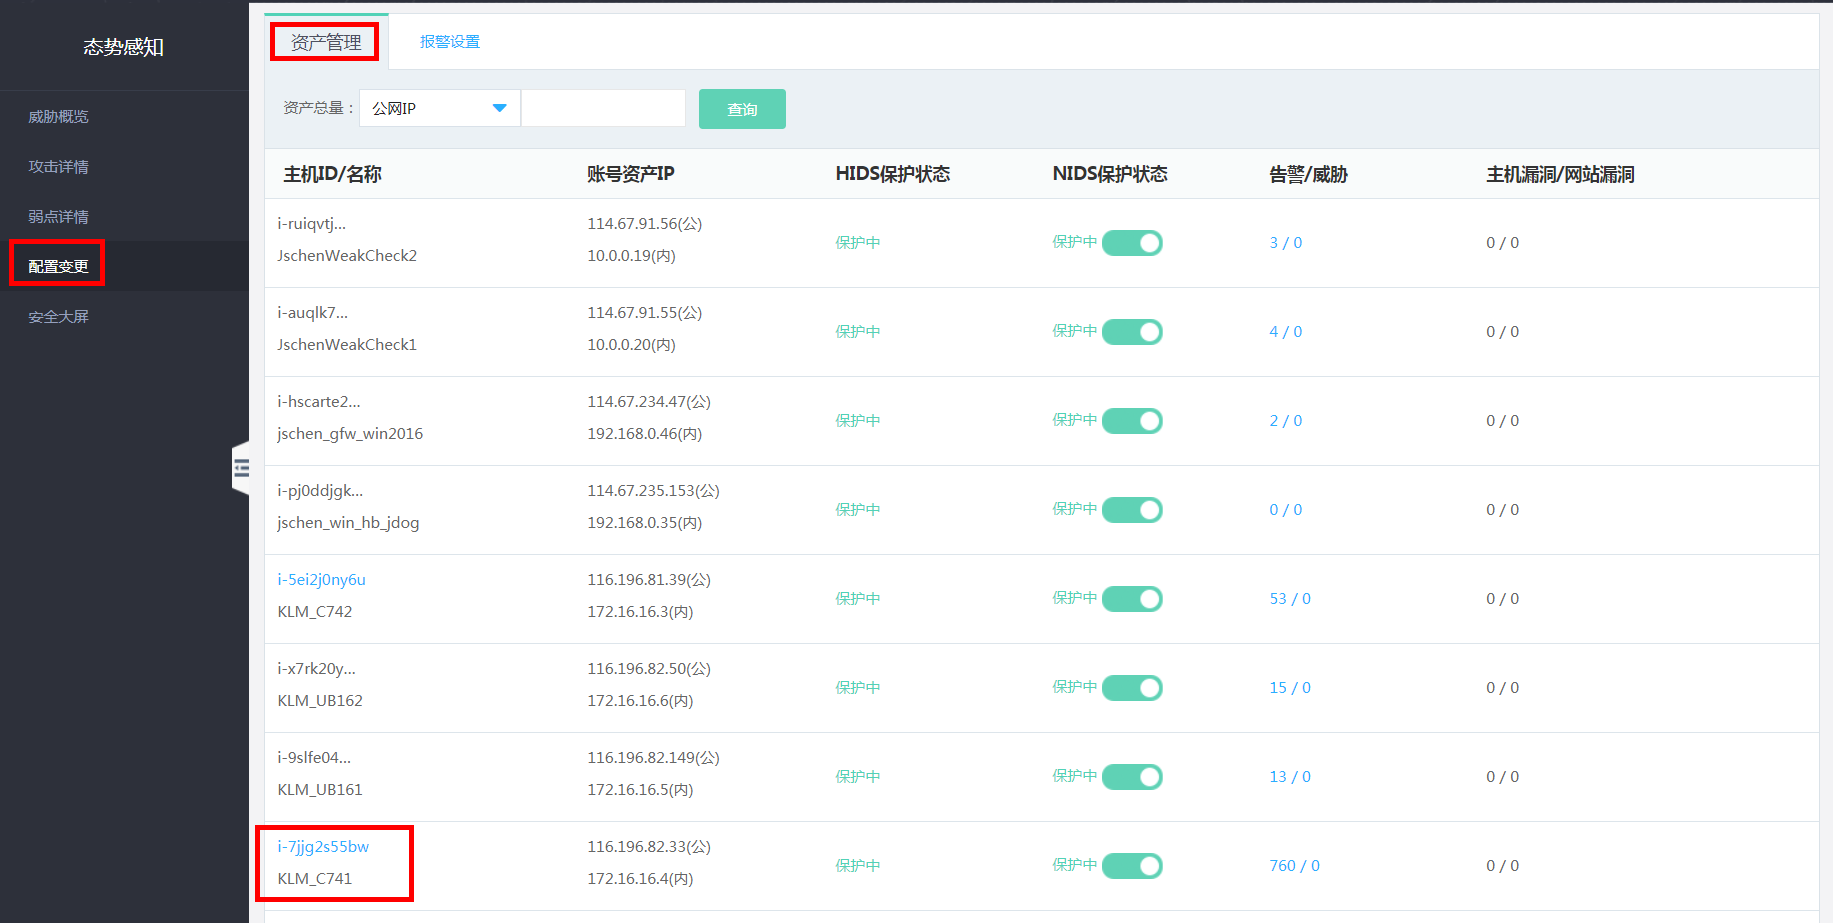 态势感知
威胁概览
攻击详情
弱点详情
配置变更
安全大屏
资产管理 报警设置
资产总量： 公网IP 查询
主机ID/名称 账号资产IP HIDS保护状态 NIDS保护状态 告警/威胁 主机漏洞/网站漏洞
i-ruiqvtj... 114.67.91.56(公)
JschenWeakCheck2 10.0.0.19(内) 保护中 保护中 3 / 0 0 / 0
i-auqlk7... 114.67.91.55(公)
JschenWeakCheck1 10.0.0.20(内) 保护中 保护中 4 / 0 0 / 0
i-hscarte2... 114.67.234.47(公)
jschen_gfw_win2016 192.168.0.46(内) 保护中 保护中 2 / 0 0 / 0
i-pj0ddjgk... 114.67.235.153(公)
jschen_win_hb_jdog 192.168.0.35(内) 保护中 保护中 0 / 0 0 / 0
i-5ei2j0ny6u 116.196.81.39(公)
KLM_C742 172.16.16.3(内) 保护中 保护中 53 / 0 0 / 0
i-x7rk20y... 116.196.82.50(公)
KLM_UB162 172.16.16.6(内) 保护中 保护中 15 / 0 0 / 0
i-9slfe04... 116.196.82.149(公)
KLM_UB161 172.16.16.5(内) 保护中 保护中 13 / 0 0 / 0
i-7jjg2s55bw 116.196.82.33(公)
KLM_C741 172.16.16.4(内) 保护中 保护中 760 / 0 0 / 0